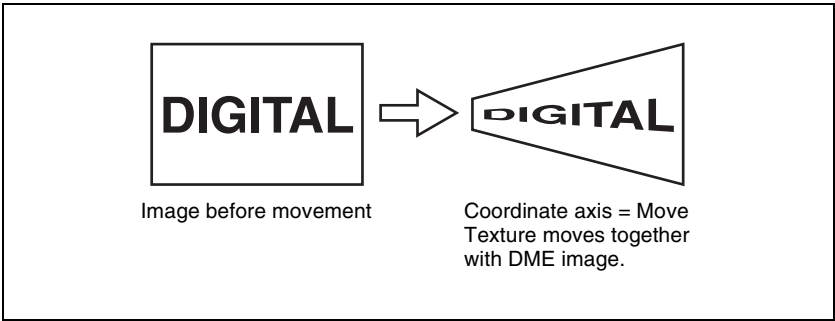 DIGITAL
DIGITAL
Image before movement
Coordinate axis = Move
Texture moves together
with DME image.